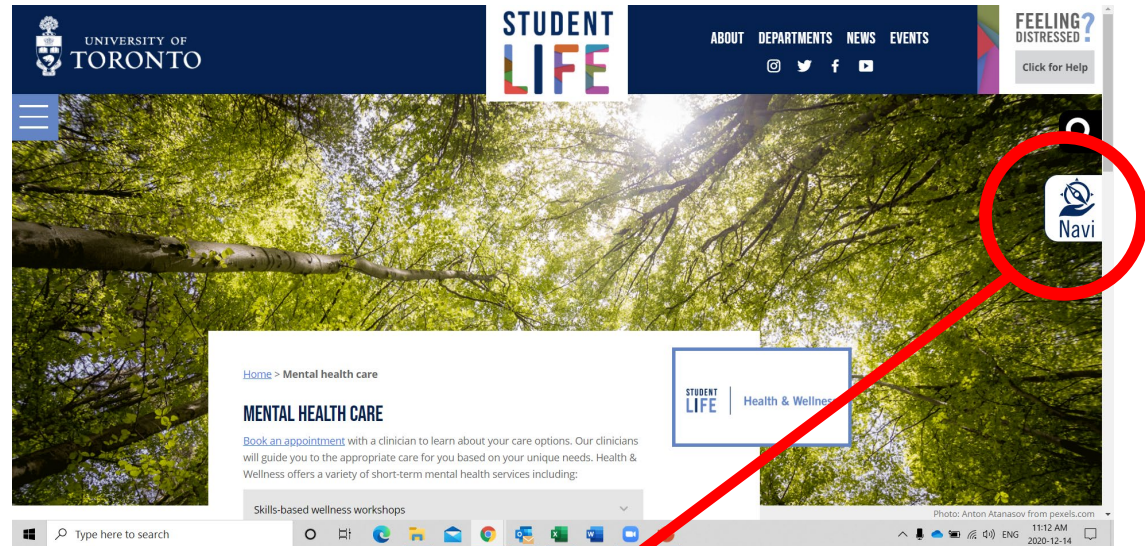 UNIVERSITY OF
TORONTO
STUDENT
LIFE
ABOUT DEPARTMENTS NEWS EVENTS
FEELING
DISTRESSED ?
Click for Help
Navi
Home > Mental health care
MENTAL HEALTH CARE
Book an appointment with a clinician to learn about your care options. Our clinicians
will guide you to the appropriate care for you based on your unique needs. Health &
Wellness offers a variety of short-term mental health services including:
Skills-based wellness workshops
STUDENT
LIFE
Health & Wellness
Photo: Anton Atanasov from pexels.com
Type here to search
ENG
11:12 AM
2020-12-14